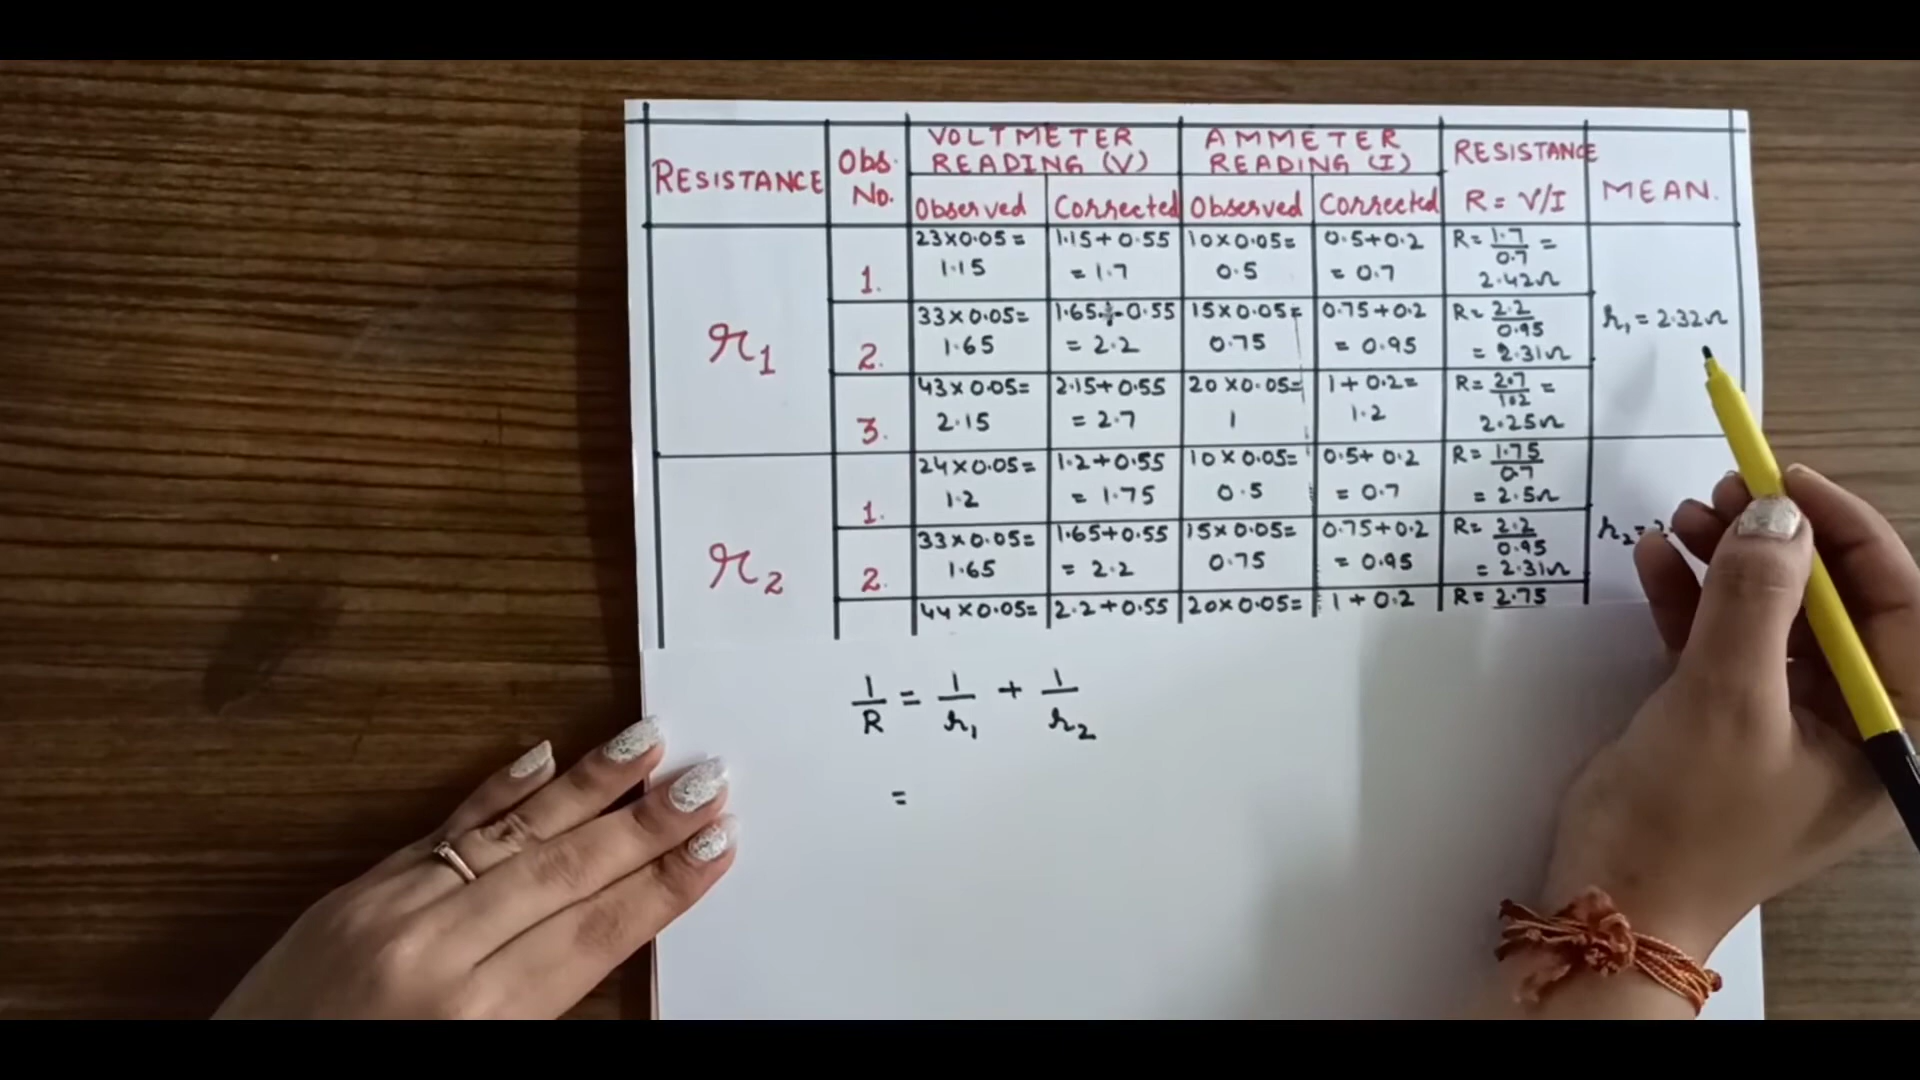 RESISTANCE
Obs. No.
VOLTMETER READING (V)
AMMETER READING (I)
RESISTANCE R = V/I
MEAN.
Observed Corrected Observed Corrected
r1
1.
23×0.05= 1.15
1.15+0.55 = 1.7
10×0.05= 0.5
0.5+0.2 = 0.7
R= 1.7/0.7 = 2.42Ω
2.
33×0.05= 1.65
1.65+0.55 = 2.2
15×0.05= 0.75
0.75+0.2 = 0.95
R= 2.2/0.95 = 2.31Ω
r1 = 2.32Ω
3.
43×0.05= 2.15
2.15+0.55 = 2.7
20×0.05= 1
1+0.2= 1.2
R= 2.7/1.2 = 2.25Ω
r2
1.
24×0.05= 1.2
1.2+0.55 = 1.75
10×0.05= 0.5
0.5+0.2 = 0.7
R= 1.75/0.7 = 2.5Ω
2.
33×0.05= 1.65
1.65+0.55 = 2.2
15×0.05= 0.75
0.75+0.2 = 0.95
R= 2.2/0.95 = 2.31Ω
r2=2.
44×0.05=
2.2+0.55
20×0.05=
1+0.2
R= 2.75
1/R = 1/r1 + 1/r2
=